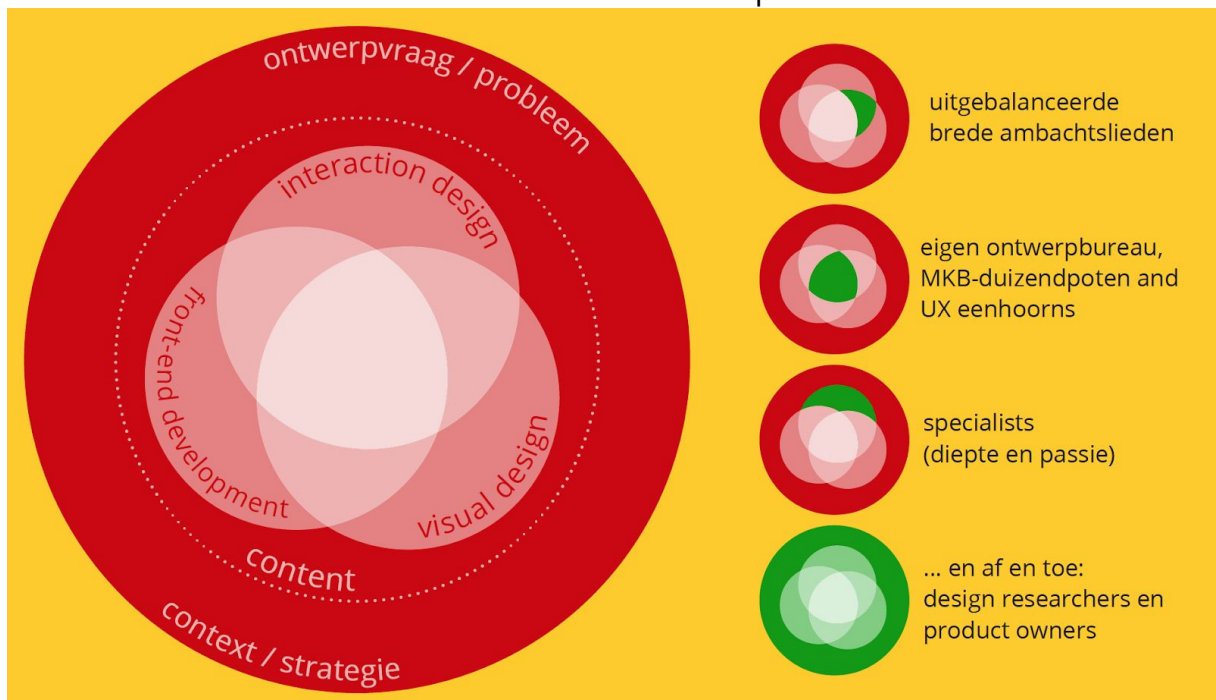 ontwerpvraag / probleem
interaction design
front-end development
visual design
content
context / strategie
uitgebalanceerde
brede ambachtslieden
eigen ontwerpbureau,
MKB-duizendpoten and
UX eenhoorns
specialists
(diepte en passie)
... en af en toe:
design researchers en
product owners